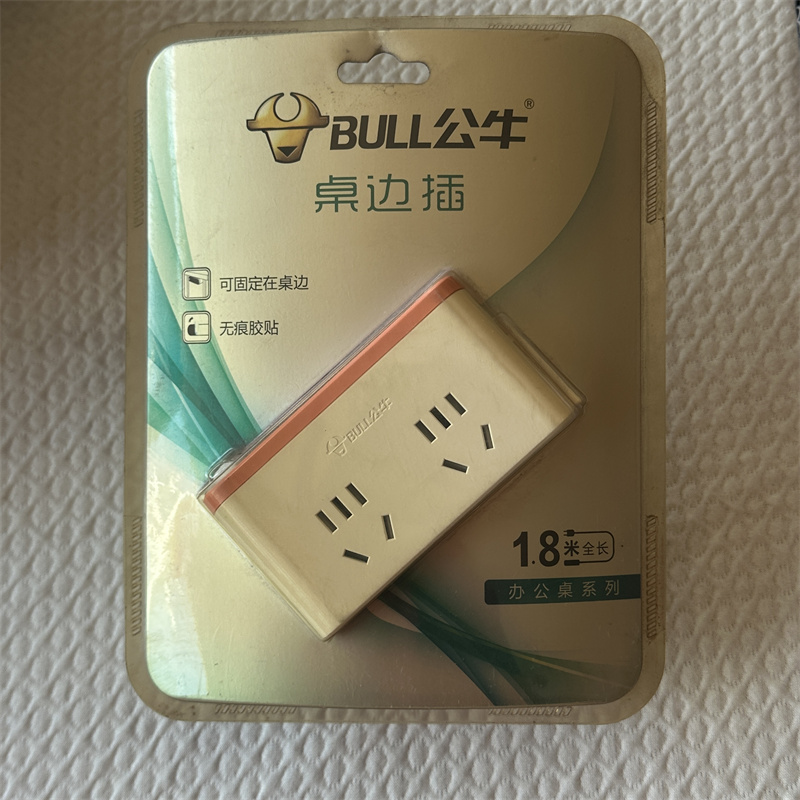 BULL公牛®
桌边插
可固定在桌边
无痕胶贴
BULL公牛
1.8米全长
办公桌系列